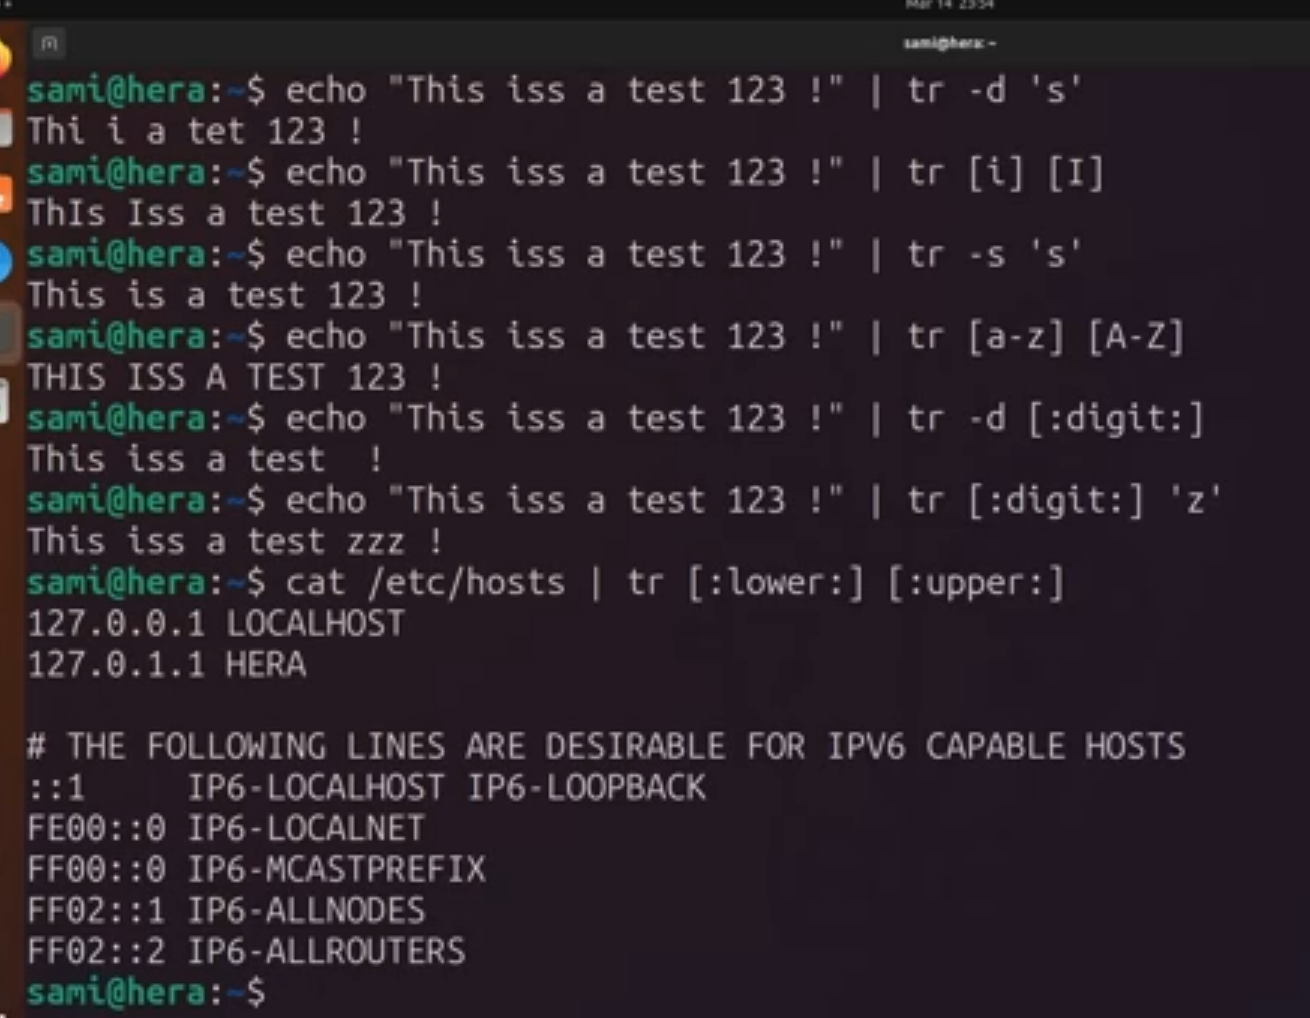 Mar 14 23:54
sami@hera: ~
sami@hera:~$ echo "This iss a test 123 !" | tr -d 's'
Thi i a tet 123 !
sami@hera:~$ echo "This iss a test 123 !" | tr [i] [I]
ThIs Iss a test 123 !
sami@hera:~$ echo "This iss a test 123 !" | tr -s 's'
This is a test 123 !
sami@hera:~$ echo "This iss a test 123 !" | tr [a-z] [A-Z]
THIS ISS A TEST 123 !
sami@hera:~$ echo "This iss a test 123 !" | tr -d [:digit:]
This iss a test  !
sami@hera:~$ echo "This iss a test 123 !" | tr [:digit:] 'z'
This iss a test zzz !
sami@hera:~$ cat /etc/hosts | tr [:lower:] [:upper:]
127.0.0.1 LOCALHOST
127.0.1.1 HERA
# THE FOLLOWING LINES ARE DESIRABLE FOR IPV6 CAPABLE HOSTS
::1     IP6-LOCALHOST IP6-LOOPBACK
FE00::0 IP6-LOCALNET
FF00::0 IP6-MCASTPREFIX
FF02::1 IP6-ALLNODES
FF02::2 IP6-ALLROUTERS
sami@hera:~$